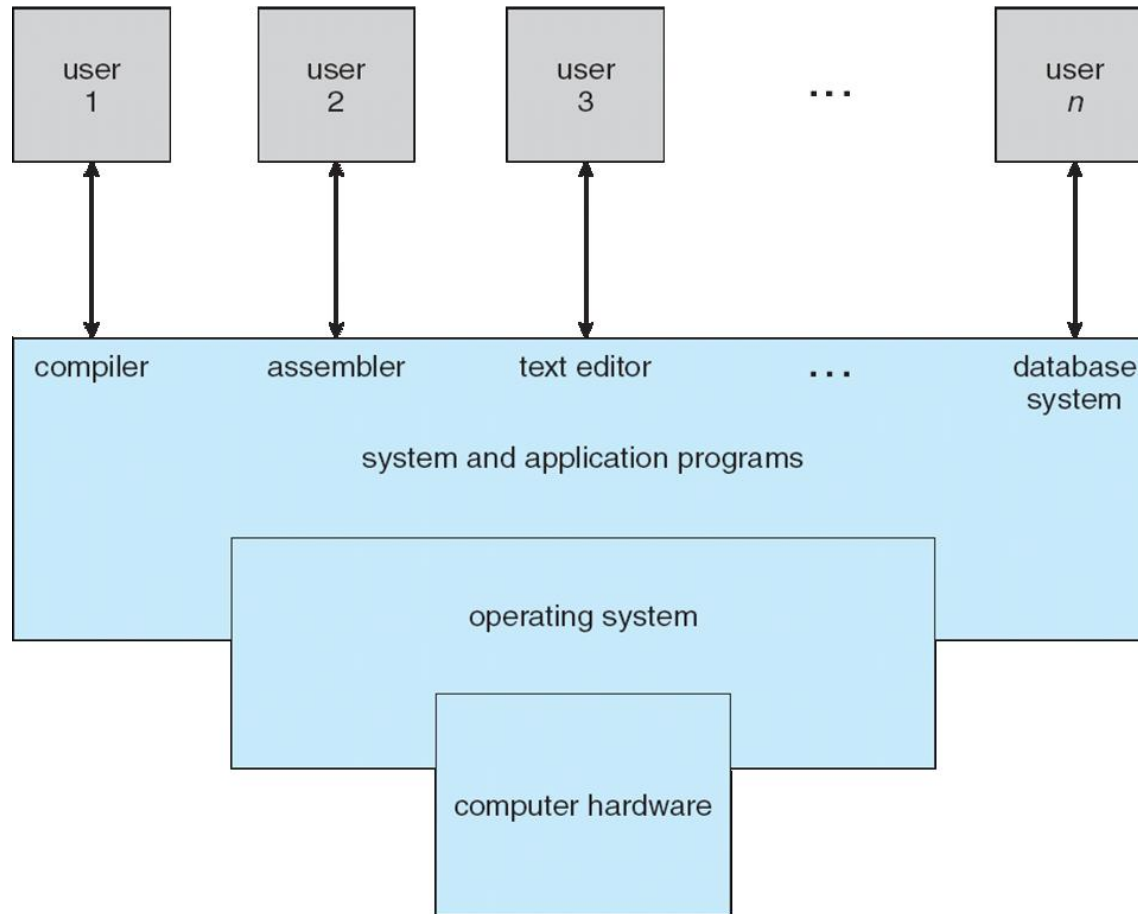 user
1
user
2
user
3
...
user
n
compiler
assembler
text editor
...
database
system
system and application programs
operating system
computer hardware